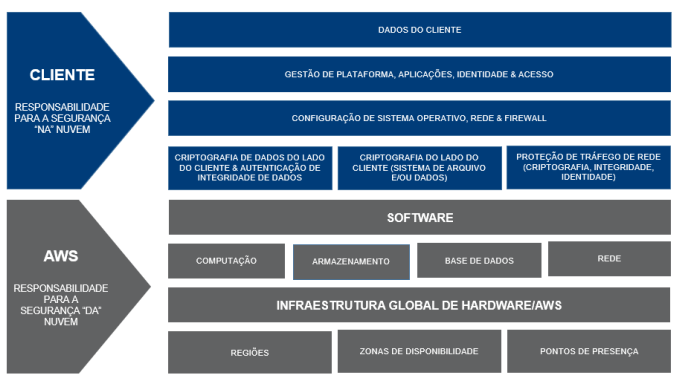 CLIENTE
RESPONSABILIDADE
PARA A SEGURANÇA
“NA” NUVEM
DADOS DO CLIENTE
GESTÃO DE PLATAFORMA, APLICAÇÕES, IDENTIDADE & ACESSO
CONFIGURAÇÃO DE SISTEMA OPERATIVO, REDE & FIREWALL
CRIPTOGRAFIA DE DADOS DO LADO
DO CLIENTE & AUTENTICAÇÃO DE
INTEGRIDADE DE DADOS
CRIPTOGRAFIA DO LADO DO
CLIENTE (SISTEMA DE ARQUIVO
E/OU DADOS)
PROTEÇÃO DE TRÁFEGO DE REDE
(CRIPTOGRAFIA, INTEGRIDADE,
IDENTIDADE)
AWS
RESPONSABILIDADE
PARA A
SEGURANÇA “DA”
NUVEM
SOFTWARE
COMPUTAÇÃO
ARMAZENAMENTO
BASE DE DADOS
REDE
INFRAESTRUTURA GLOBAL DE HARDWARE/AWS
REGIÕES
ZONAS DE DISPONIBILIDADE
PONTOS DE PRESENÇA